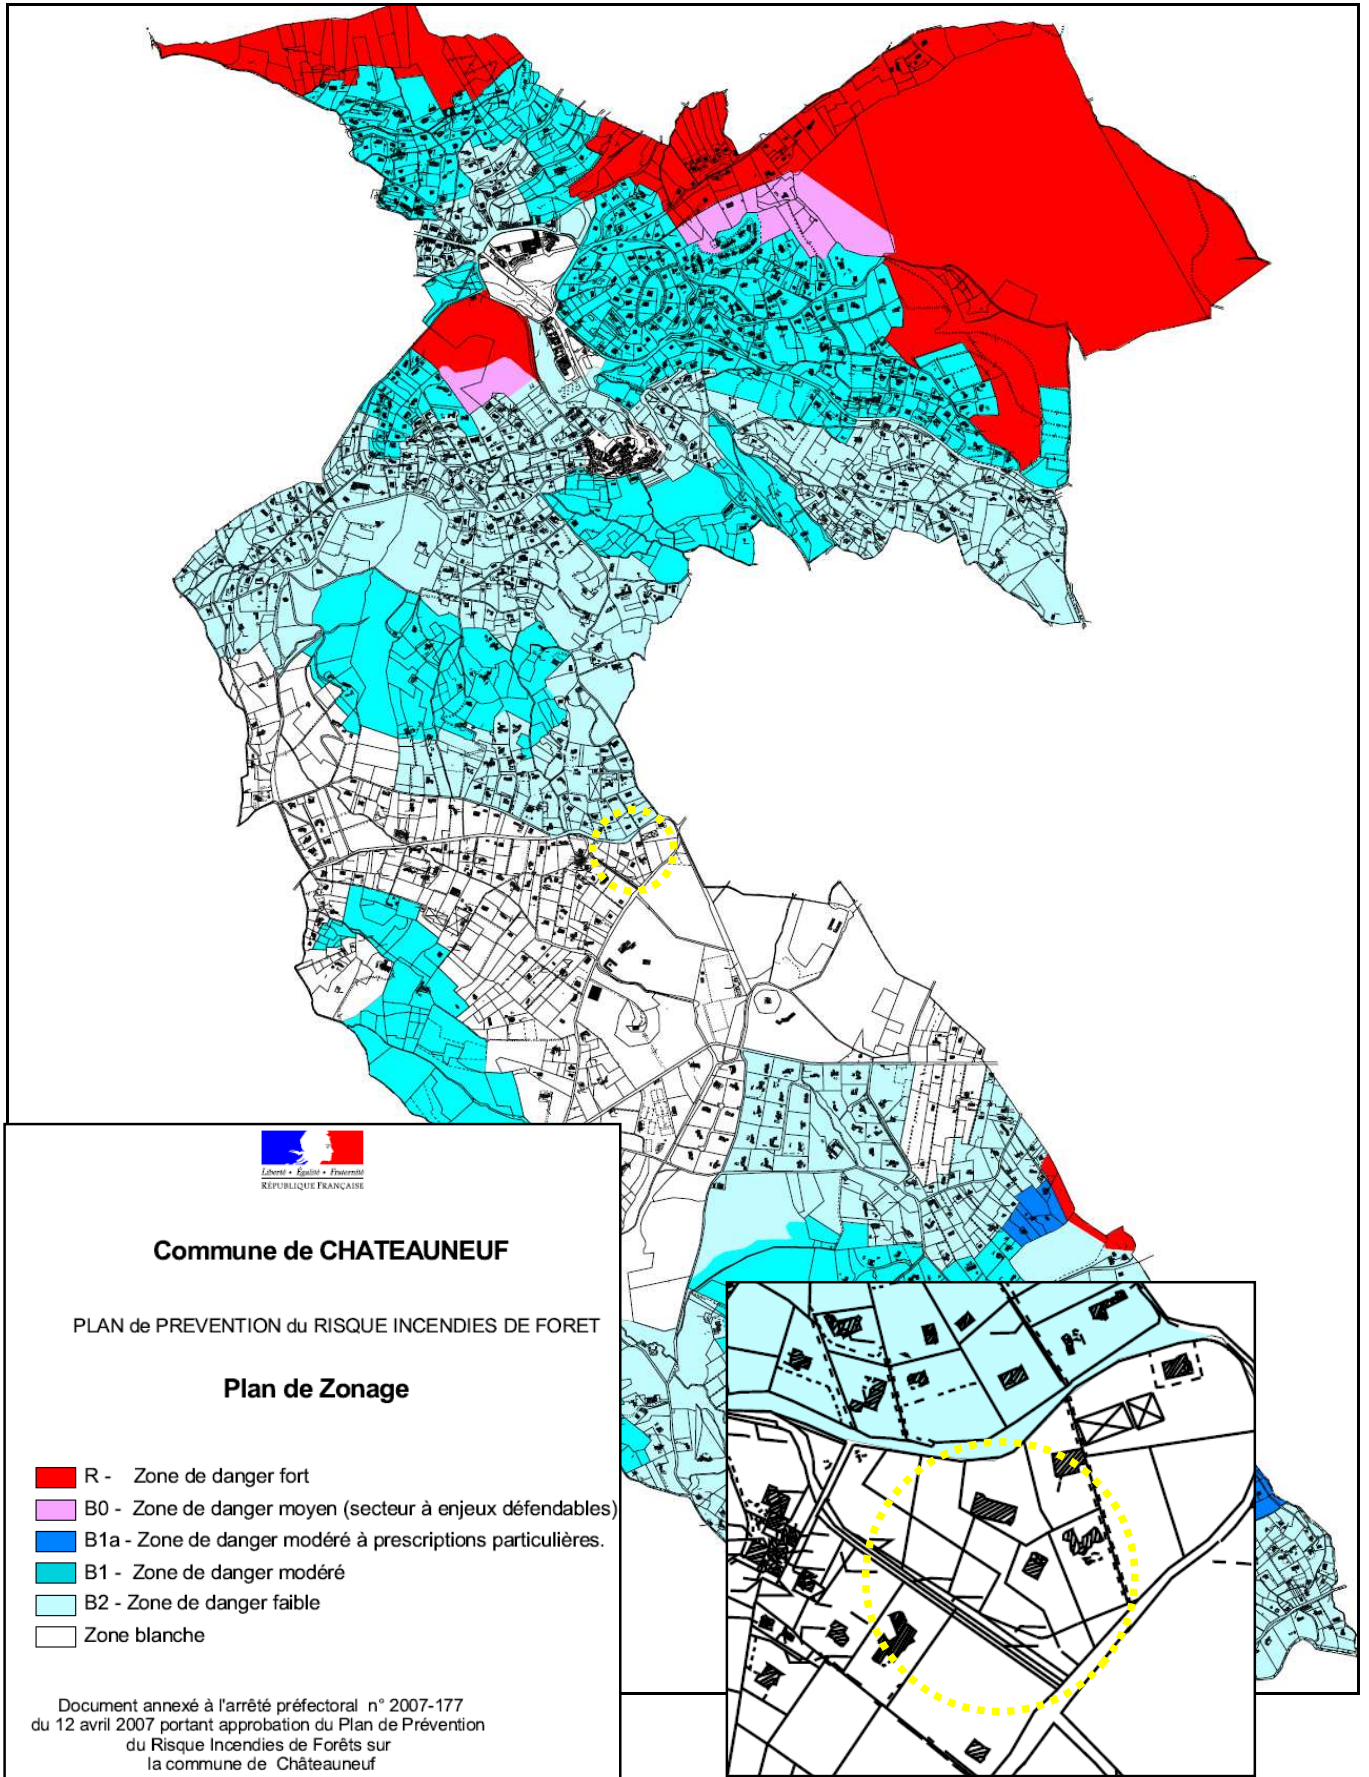 Liberté • Égalité • Fraternité
RÉPUBLIQUE FRANÇAISE
Commune de CHATEAUNEUF
PLAN de PREVENTION du RISQUE INCENDIES DE FORET
Plan de Zonage
R - Zone de danger fort
B0 - Zone de danger moyen (secteur à enjeux défendables)
B1a - Zone de danger modéré à prescriptions particulières.
B1 - Zone de danger modéré
B2 - Zone de danger faible
Zone blanche
Document annexé à l'arrêté préfectoral n° 2007-177
du 12 avril 2007 portant approbation du Plan de Prévention
du Risque Incendies de Forêts sur
la commune de Châteauneuf